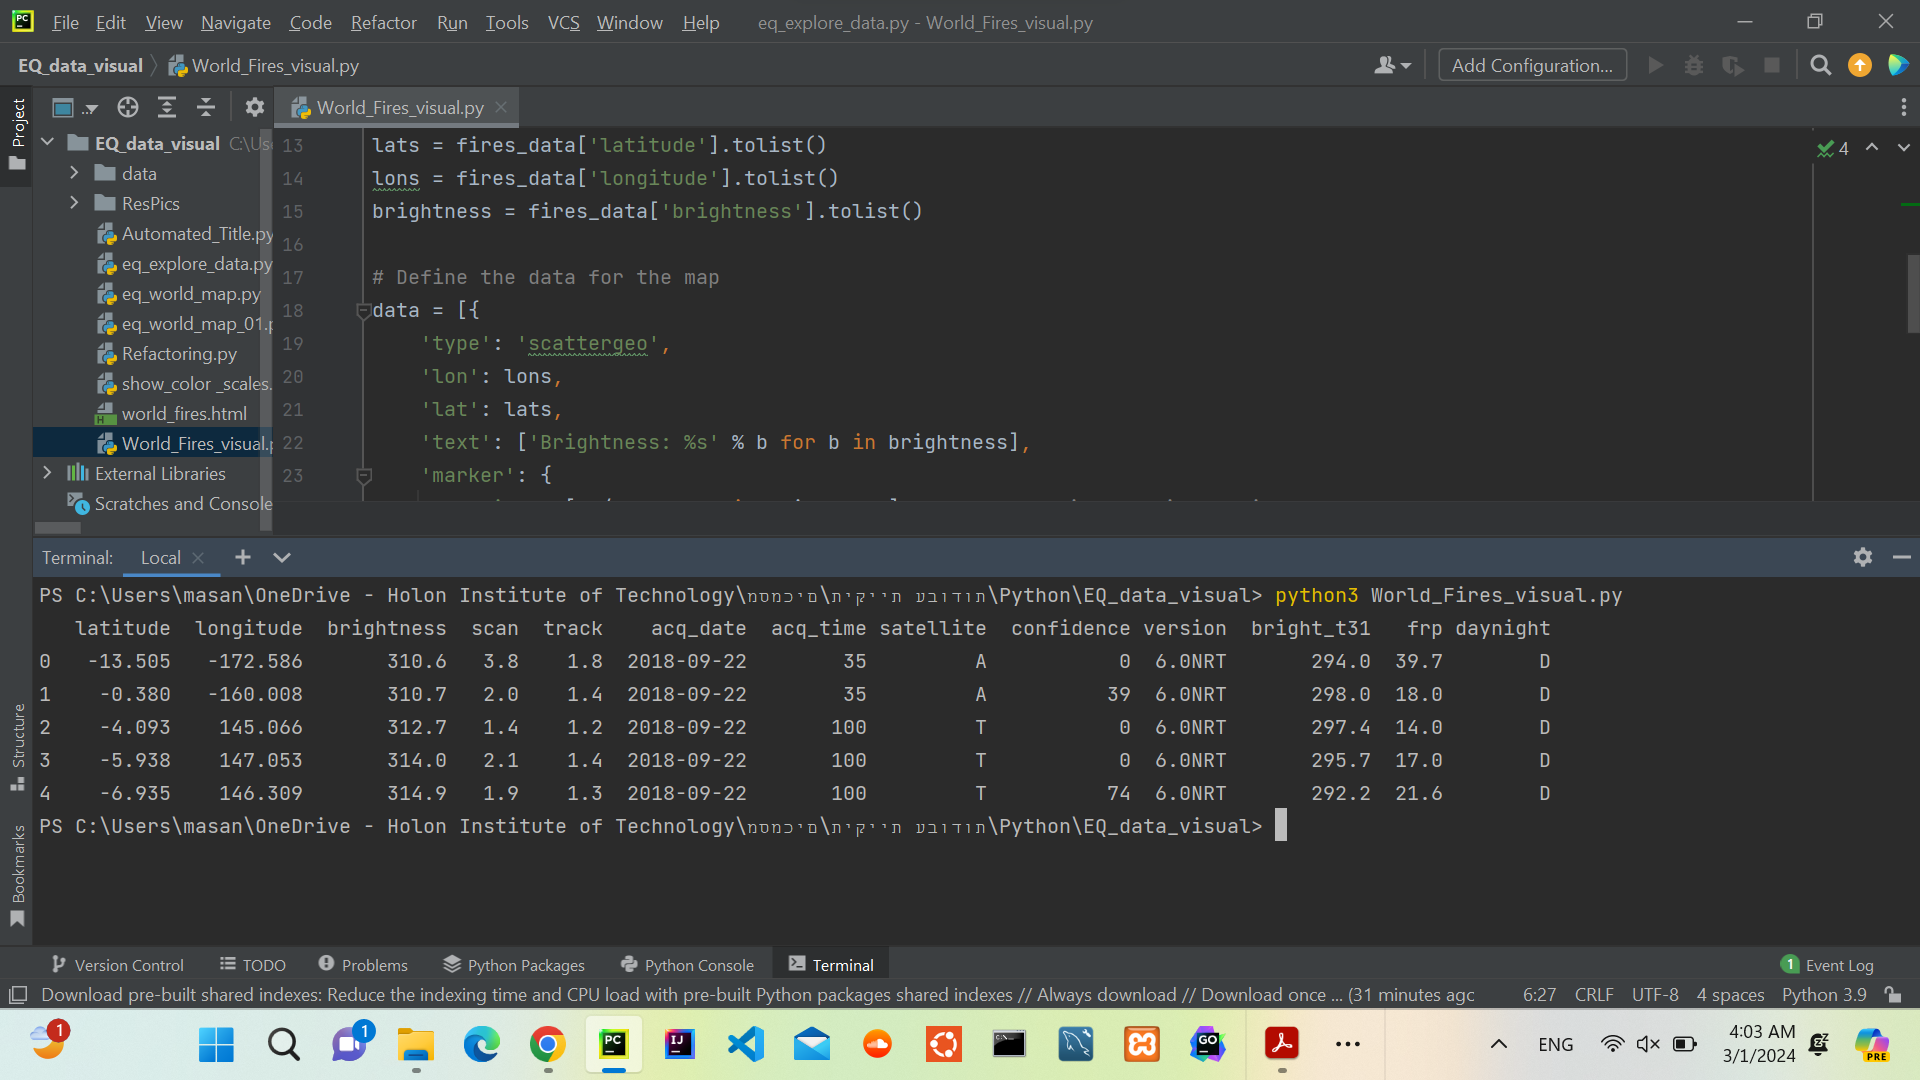 File Edit View Navigate Code Refactor Run Tools VCS Window Help eq_explore_data.py - World_Fires_visual.py
EQ_data_visual World_Fires_visual.py Add Configuration...
World_Fires_visual.py
Project
EQ_data_visual C:\Use
data
ResPics
Automated_Title.py
eq_explore_data.py
eq_world_map.py
eq_world_map_01.p
Refactoring.py
show_color _scales.
world_fires.html
World_Fires_visual.p
External Libraries
Scratches and Console
4
13 lats = fires_data['latitude'].tolist()
14 lons = fires_data['longitude'].tolist()
15 brightness = fires_data['brightness'].tolist()
16
17 # Define the data for the map
18 data = [{
19 'type': 'scattergeo',
20 'lon': lons,
21 'lat': lats,
22 'text': ['Brightness: %s' % b for b in brightness],
23 'marker': {
Terminal: Local
PS C:\Users\masan\OneDrive - Holon Institute of Technology\םיכמסמ\תודובע תייקית\Python\EQ_data_visual> python3 World_Fires_visual.py
latitude longitude brightness scan track acq_date acq_time satellite confidence version bright_t31 frp daynight
0 -13.505 -172.586 310.6 3.8 1.8 2018-09-22 35 A 0 6.0NRT 294.0 39.7 D
1 -0.380 -160.008 310.7 2.0 1.4 2018-09-22 35 A 39 6.0NRT 298.0 18.0 D
2 -4.093 145.066 312.7 1.4 1.2 2018-09-22 100 T 0 6.0NRT 297.4 14.0 D
3 -5.938 147.053 314.0 2.1 1.4 2018-09-22 100 T 0 6.0NRT 295.7 17.0 D
4 -6.935 146.309 314.9 1.9 1.3 2018-09-22 100 T 74 6.0NRT 292.2 21.6 D
PS C:\Users\masan\OneDrive - Holon Institute of Technology\םיכמסמ\תודובע תייקית\Python\EQ_data_visual>
Structure
Bookmarks
Version Control TODO Problems Python Packages Python Console Terminal 1 Event Log
Download pre-built shared indexes: Reduce the indexing time and CPU load with pre-built Python packages shared indexes // Always download // Download once ... (31 minutes agc 6:27 CRLF UTF-8 4 spaces Python 3.9
1 1 PC IJ GO ENG 4:03 AM PRE
3/1/2024